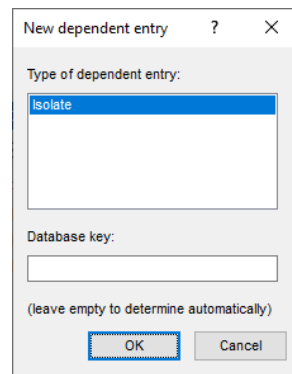 New dependent entry ? ×
Type of dependent entry:
Isolate
Database key:
(leave empty to determine automatically)
OK Cancel